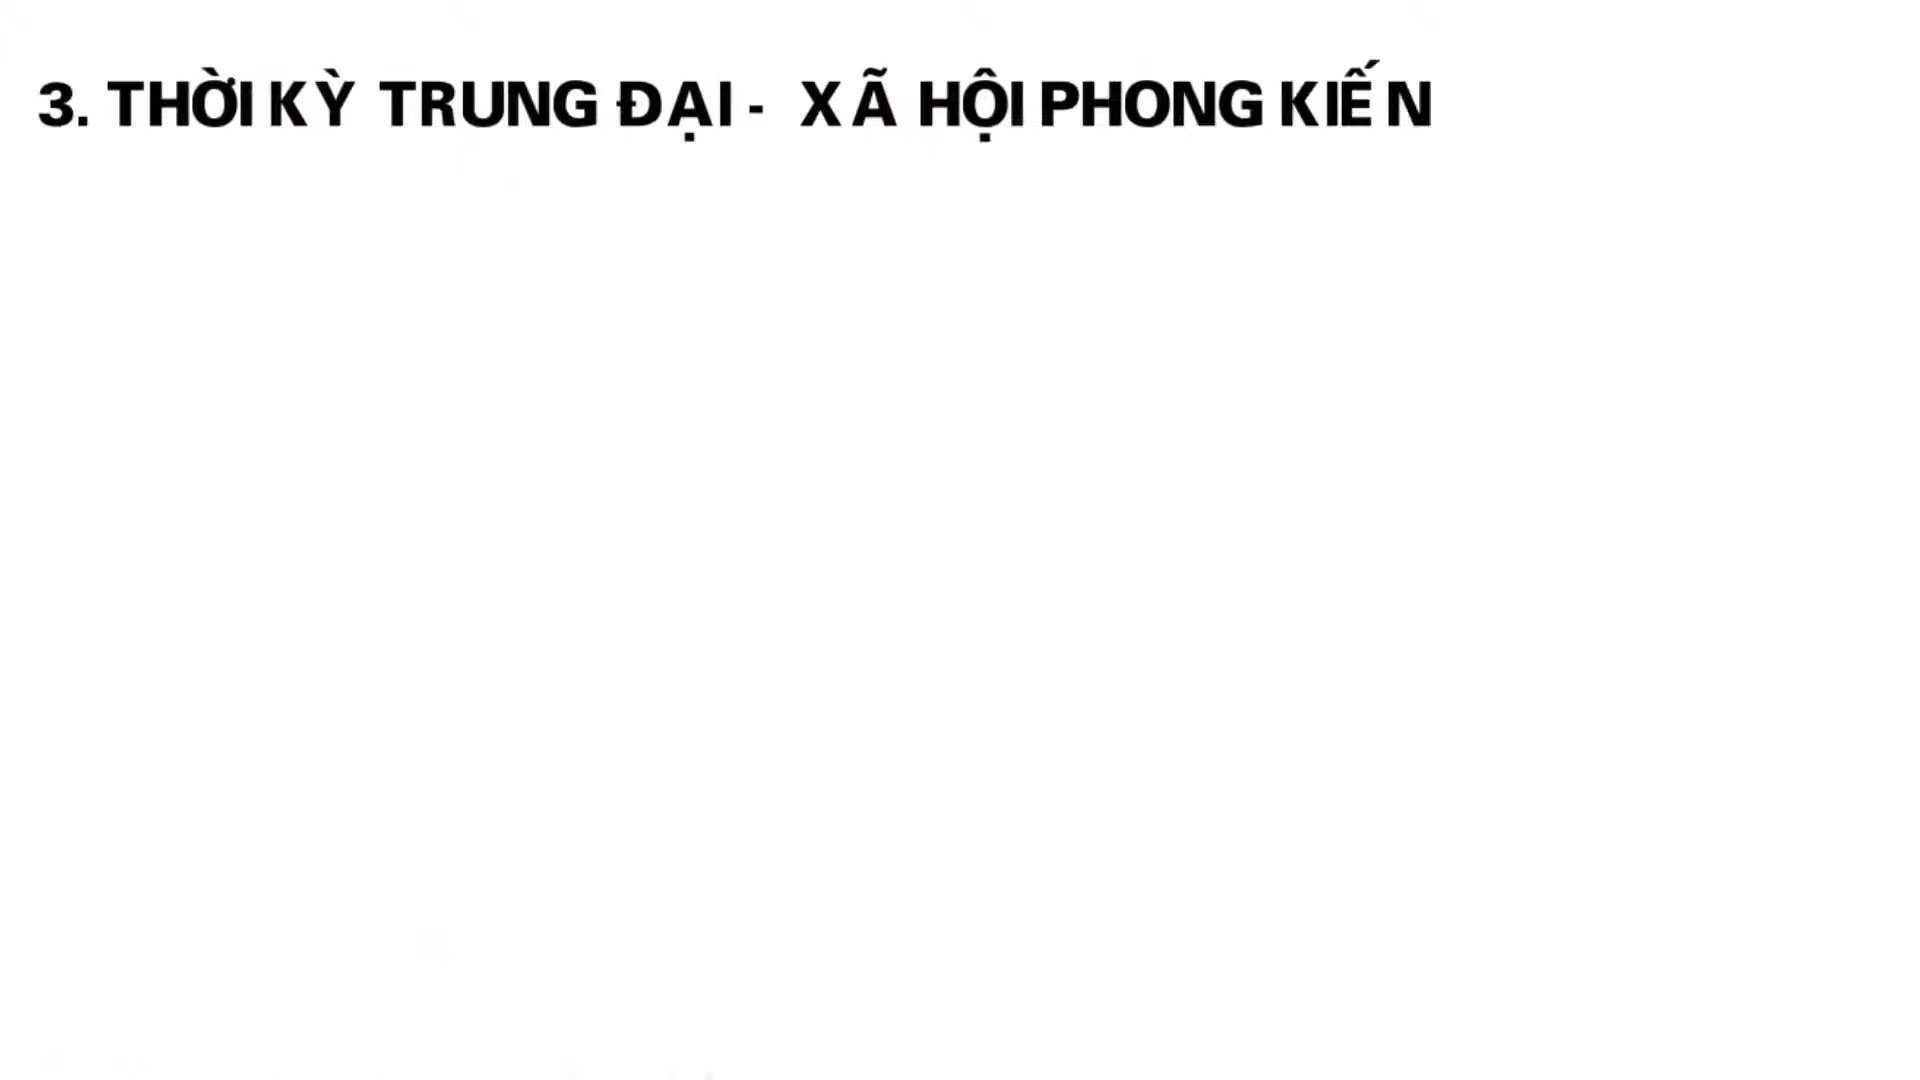 3. THỜI KỲ TRUNG ĐẠI - XÃ HỘI PHONG KIẾN